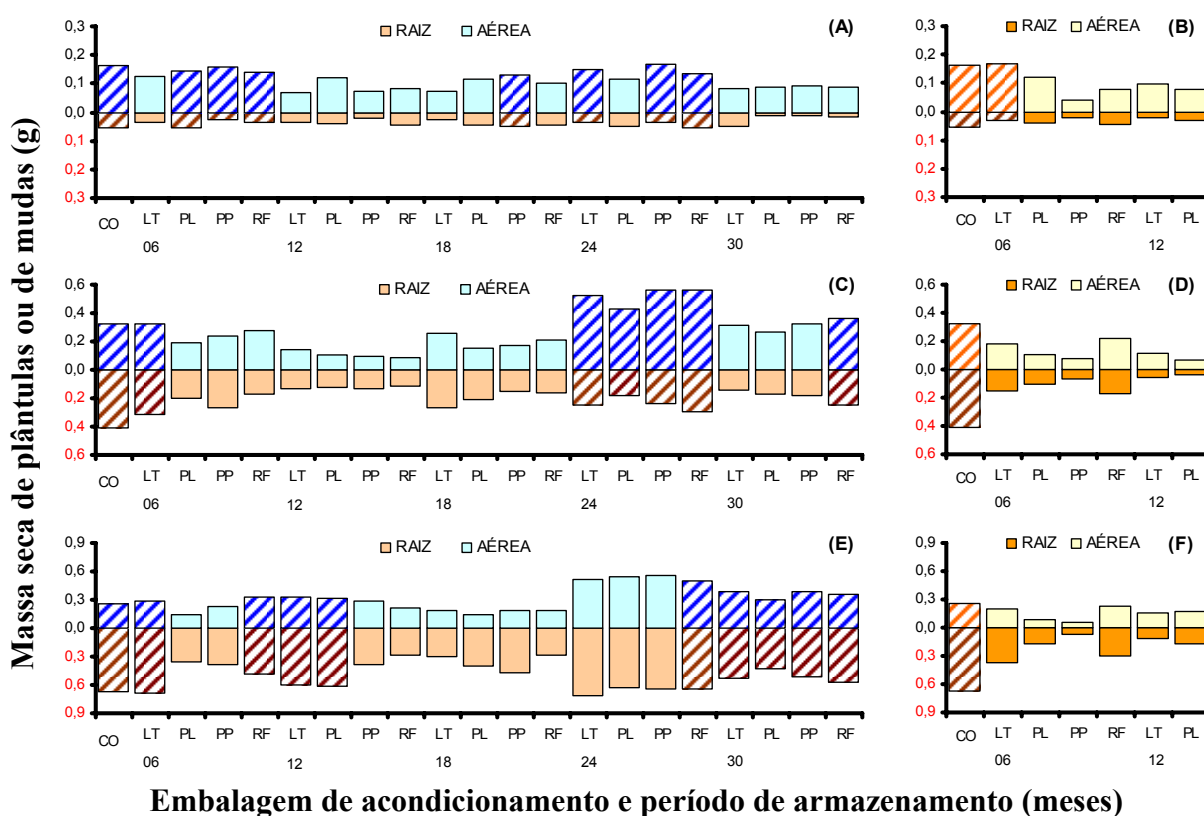 Massa seca de plântulas ou de mudas (g)
0,3 RAIZ AÉREA (A)
0,2
0,1
0,0
0,1
0,2
0,3
CO LT PL PP RF LT PL PP RF LT PL PP RF LT PL PP RF LT PL PP RF
06 12 18 24 30
0,3 RAIZ AÉREA (B)
0,2
0,1
0,0
0,1
0,2
0,3
CO LT PL PP RF LT PL
06 12
0,6 RAIZ AÉREA (C)
0,4
0,2
0,0
0,2
0,4
0,6
CO LT PL PP RF LT PL PP RF LT PL PP RF LT PL PP RF LT PL PP RF
06 12 18 24 30
0,6 RAIZ AÉREA (D)
0,4
0,2
0,0
0,2
0,4
0,6
CO LT PL PP RF LT PL
06 12
0,9 RAIZ AÉREA (E)
0,6
0,3
0,0
0,3
0,6
0,9
CO LT PL PP RF LT PL PP RF LT PL PP RF LT PL PP RF LT PL PP RF
06 12 18 24 30
0,9 RAIZ AÉREA (F)
0,6
0,3
0,0
0,3
0,6
0,9
CO LT PL PP RF LT PL
06 12
Embalagem de acondicionamento e período de armazenamento (meses)